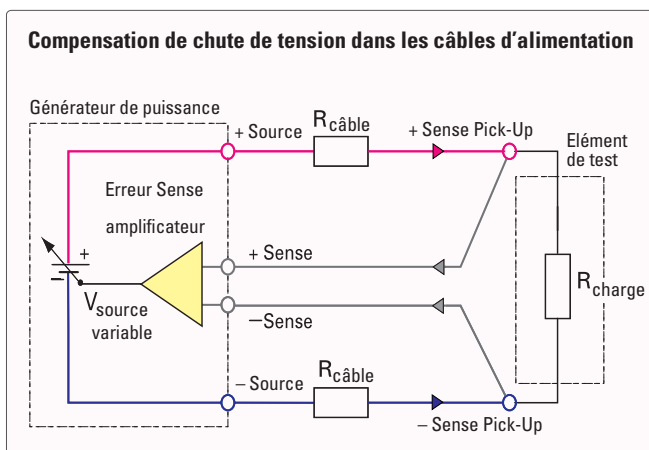 Compensation de chute de tension dans les câbles d’alimentation
Générateur de puissance
+ Source
Rcâble
+ Sense Pick-Up
Elément
de test
Erreur Sense
amplificateur
+ Sense
+
–
Vsource
variable
–Sense
Rcharge
– Source
Rcâble
– Sense Pick-Up